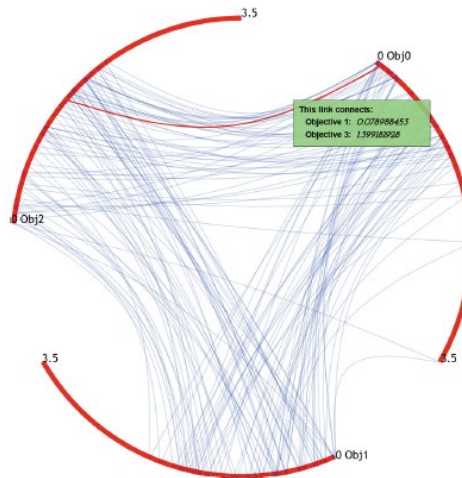 3.5
0 Obj0
This link connects:
Objective 1: 0.078988453
Objective 3: 1.399181928
0 Obj2
3.5
3.5
0 Obj1